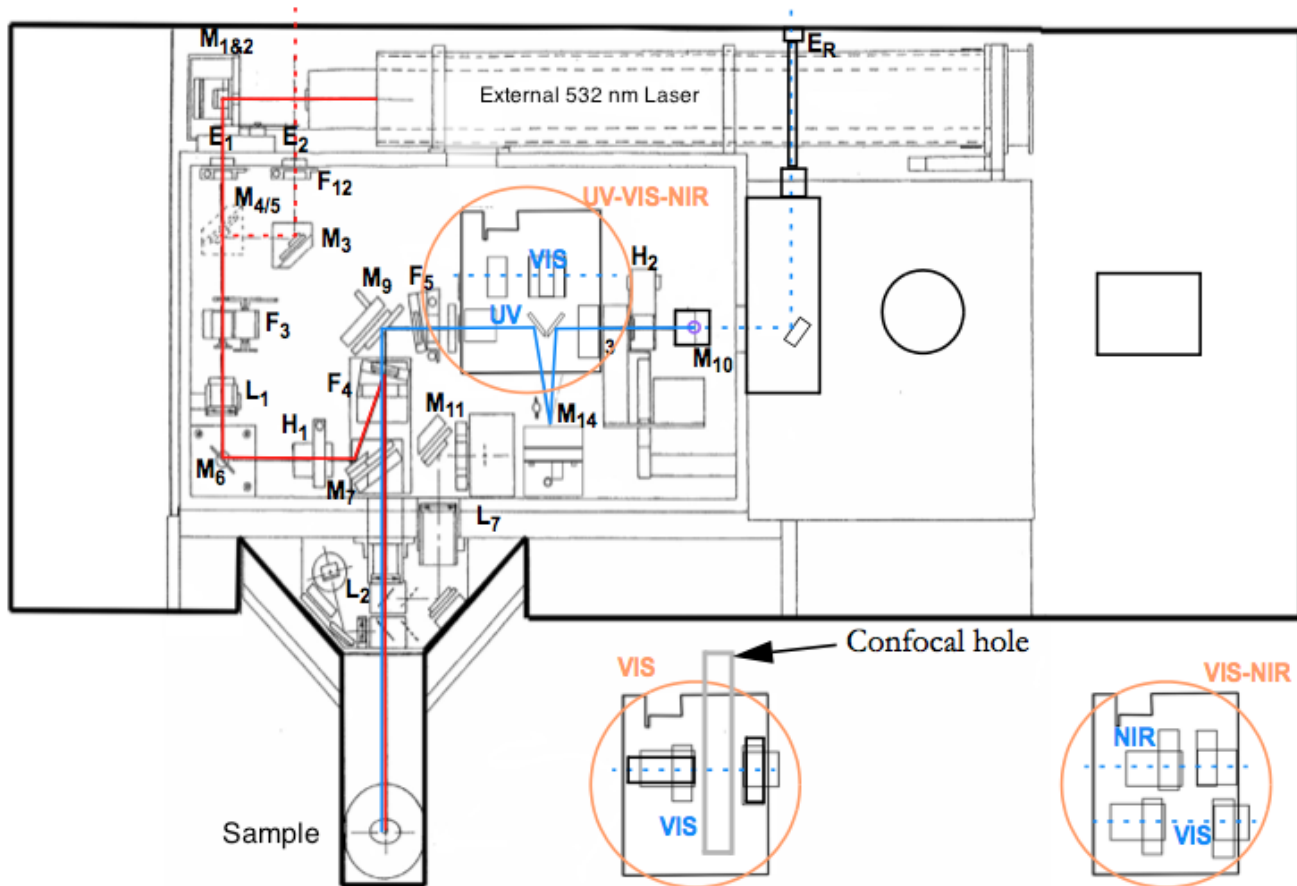 M1&2
E_R
External 532 nm Laser
E1
E2
F12
M4/5
M3
UV-VIS-NIR
VIS
H2
M9
F5
UV
F3
3
M10
F4
L1
M11
M14
H1
M6
M7
L7
L2
Confocal hole
VIS
VIS-NIR
NIR
Sample
VIS
VIS